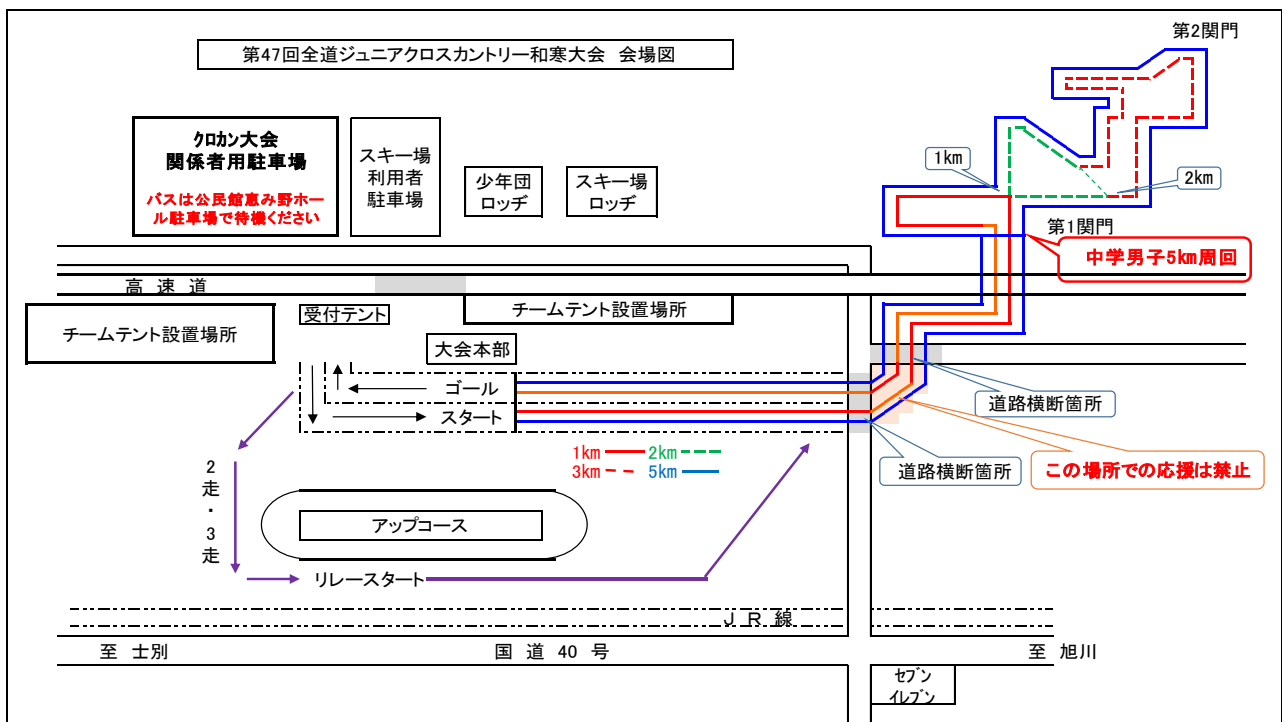 第47回全道ジュニアクロスカントリー和寒大会 会場図
第2関門
クロカン大会
関係者用駐車場
バスは公民館恵み野ホー
ル駐車場で待機ください
スキー場
利用者
駐車場
少年団
ロッヂ
スキー場
ロッヂ
1km
2km
第1関門
中学男子5km周回
高速道
チームテント設置場所
受付テント
チームテント設置場所
大会本部
ゴール
スタート
道路横断箇所
道路横断箇所
この場所での応援は禁止
1km 2km
3km 5km
2走・3走
アップコース
リレースタート
JR線
至 士別
国道40号
至 旭川
セブン
イレブン